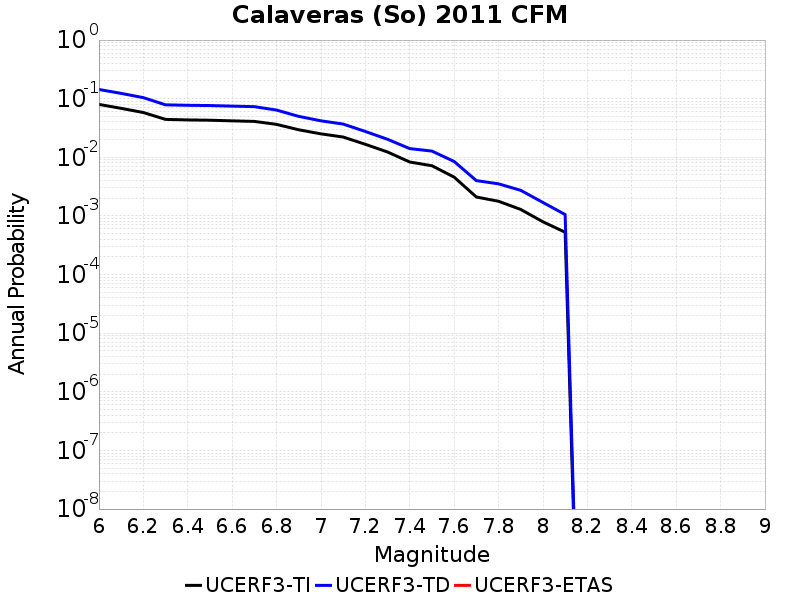 Calaveras (So) 2011 CFM
Annual Probability
10^0
10^-1
10^-2
10^-3
10^-4
10^-5
10^-6
10^-7
10^-8
6 6.2 6.4 6.6 6.8 7 7.2 7.4 7.6 7.8 8 8.2 8.4 8.6 8.8 9
Magnitude
UCERF3-TI UCERF3-TD UCERF3-ETAS